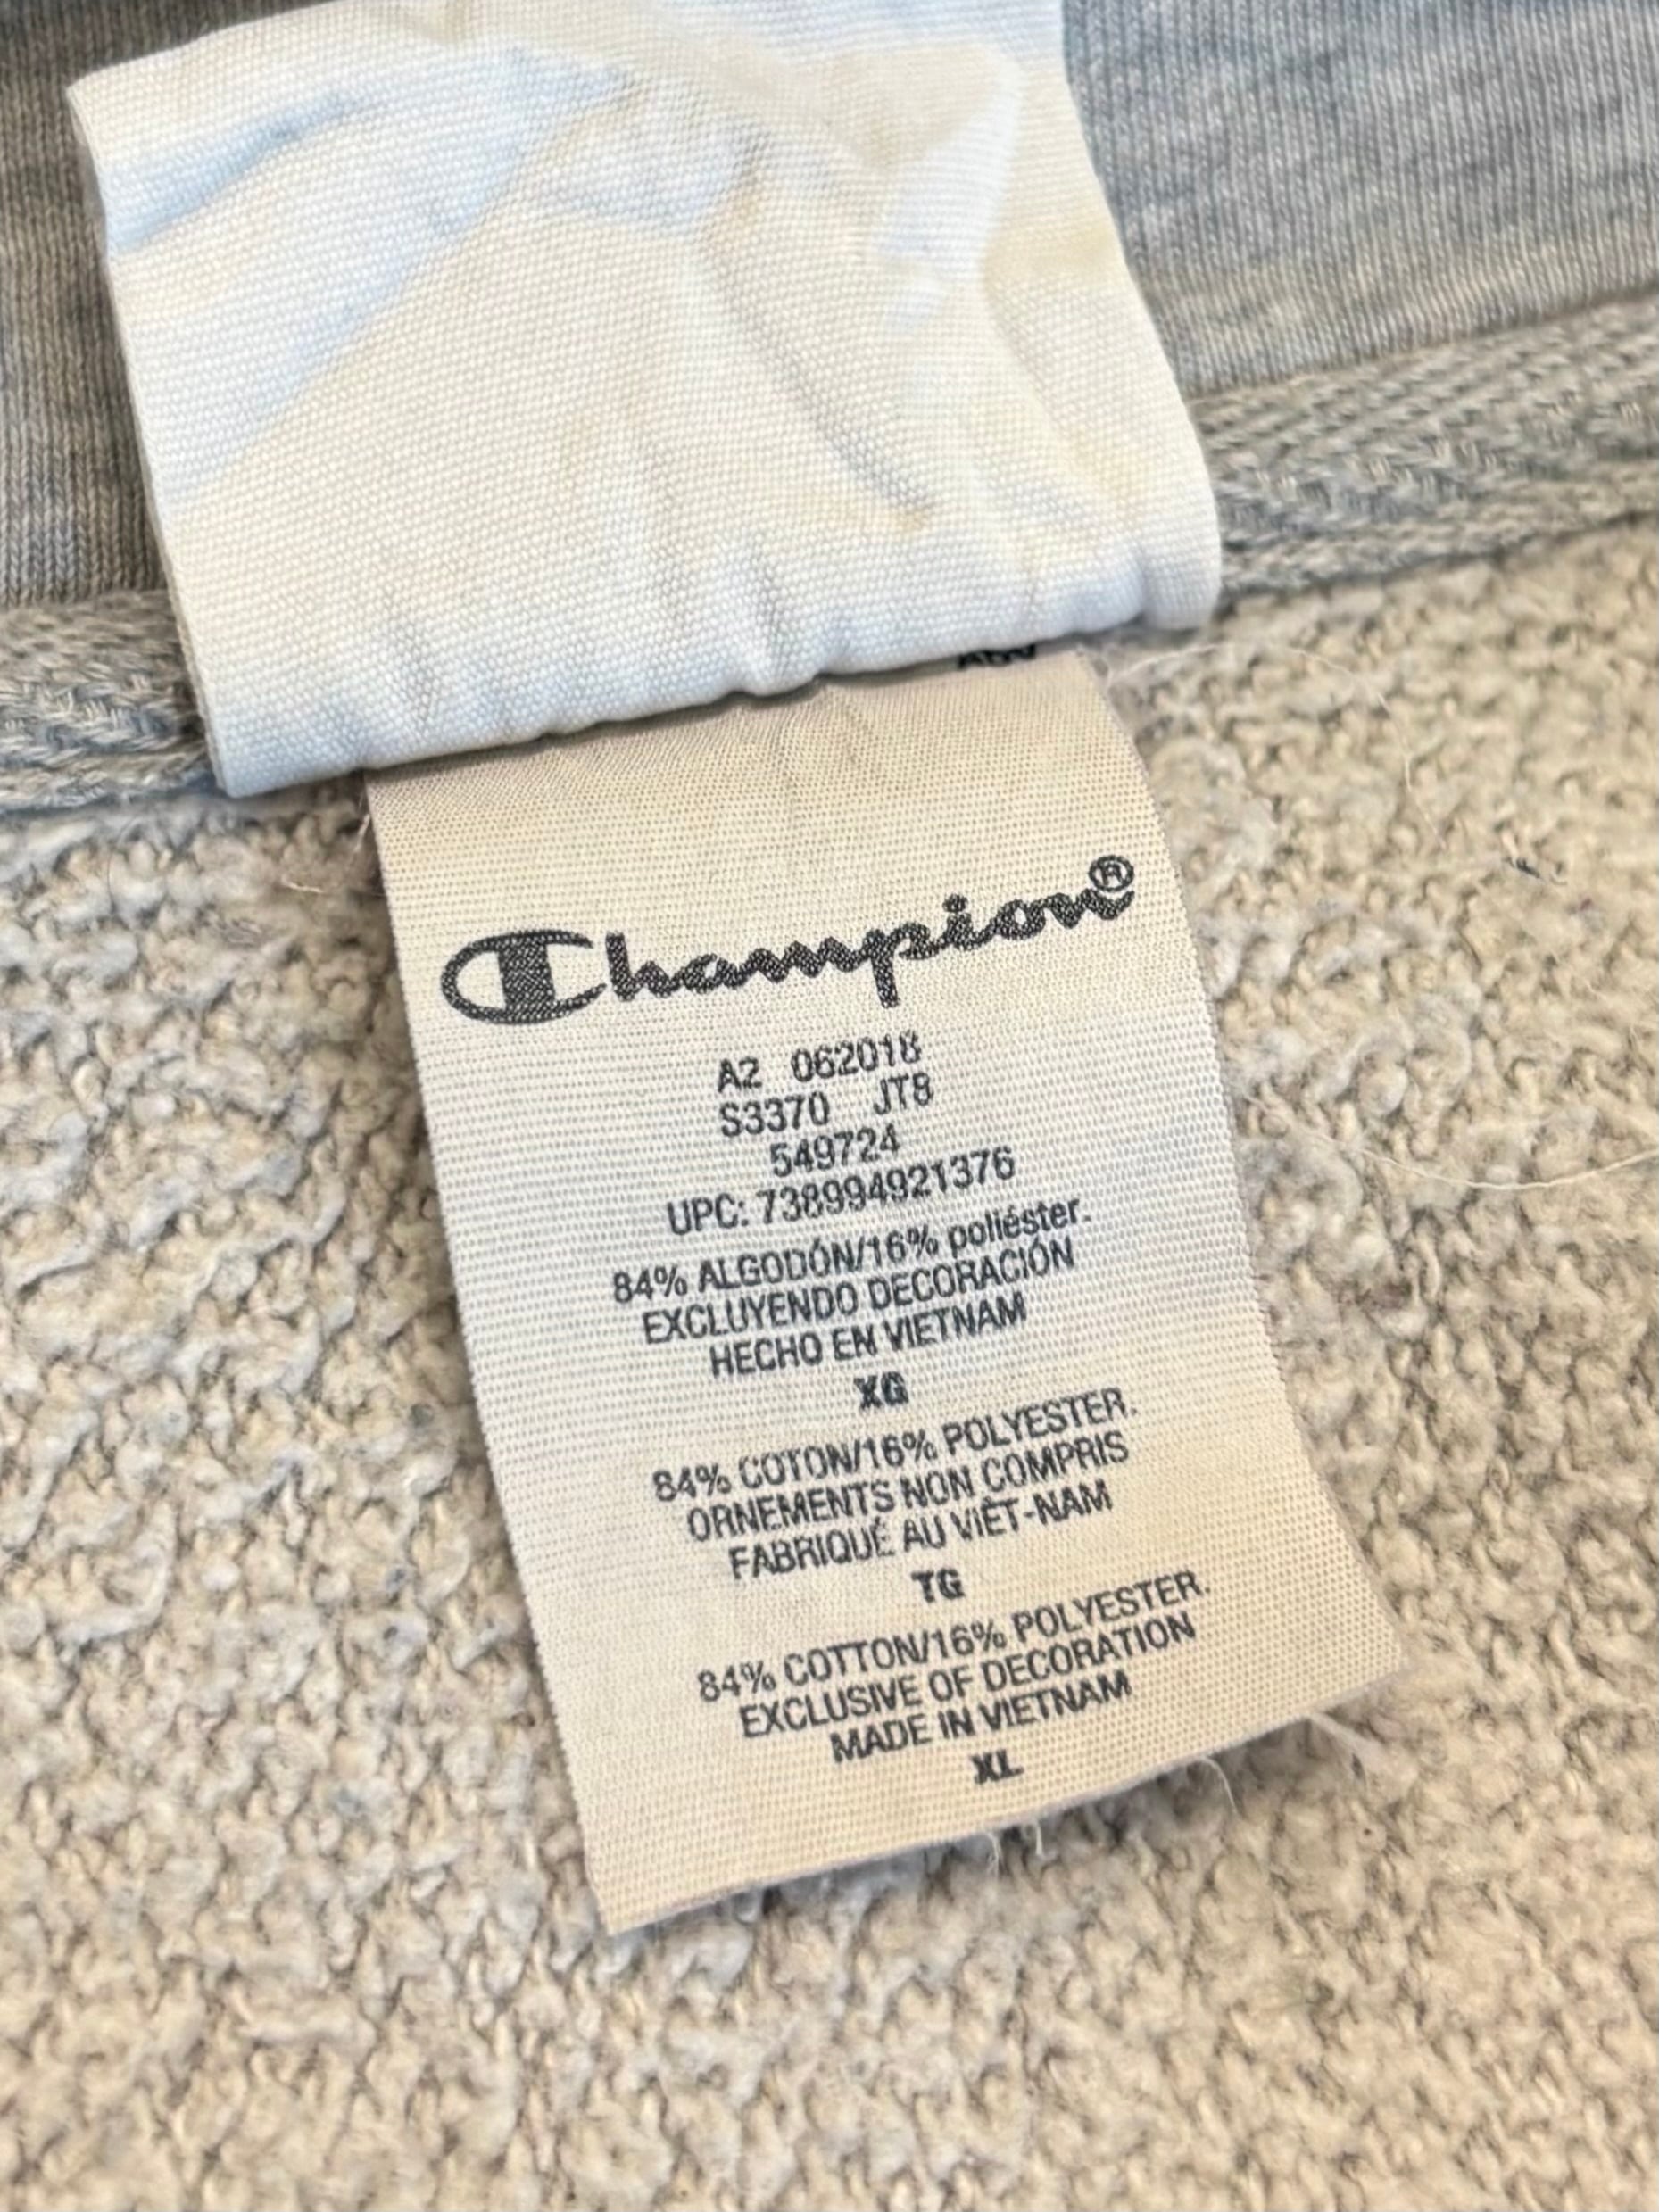 Champion®
A2 062018
S3370 JT8
549724
UPC: 738994921376
84% ALGODÓN/16% poliéster.
EXCLUYENDO DECORACIÓN
HECHO EN VIETNAM
XG
84% COTON/16% POLYESTER.
ORNEMENTS NON COMPRIS
FABRIQUÉ AU VIÊT-NAM
TG
84% COTTON/16% POLYESTER.
EXCLUSIVE OF DECORATION
MADE IN VIETNAM
XL